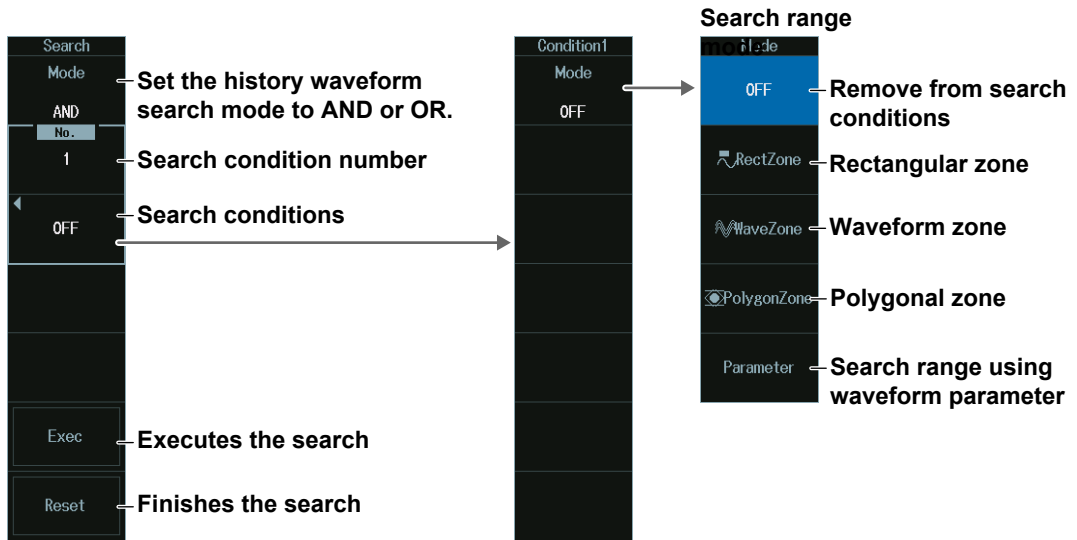 Search
Mode
AND
No.
1
OFF
Exec
Reset
Set the history waveform
search mode to AND or OR.
Search condition number
Search conditions
Executes the search
Finishes the search
Condition1
Mode
OFF
Search range
mode
Mode
OFF
RectZone
WaveZone
PolygonZone
Parameter
Remove from search
conditions
Rectangular zone
Waveform zone
Polygonal zone
Search range using
waveform parameter